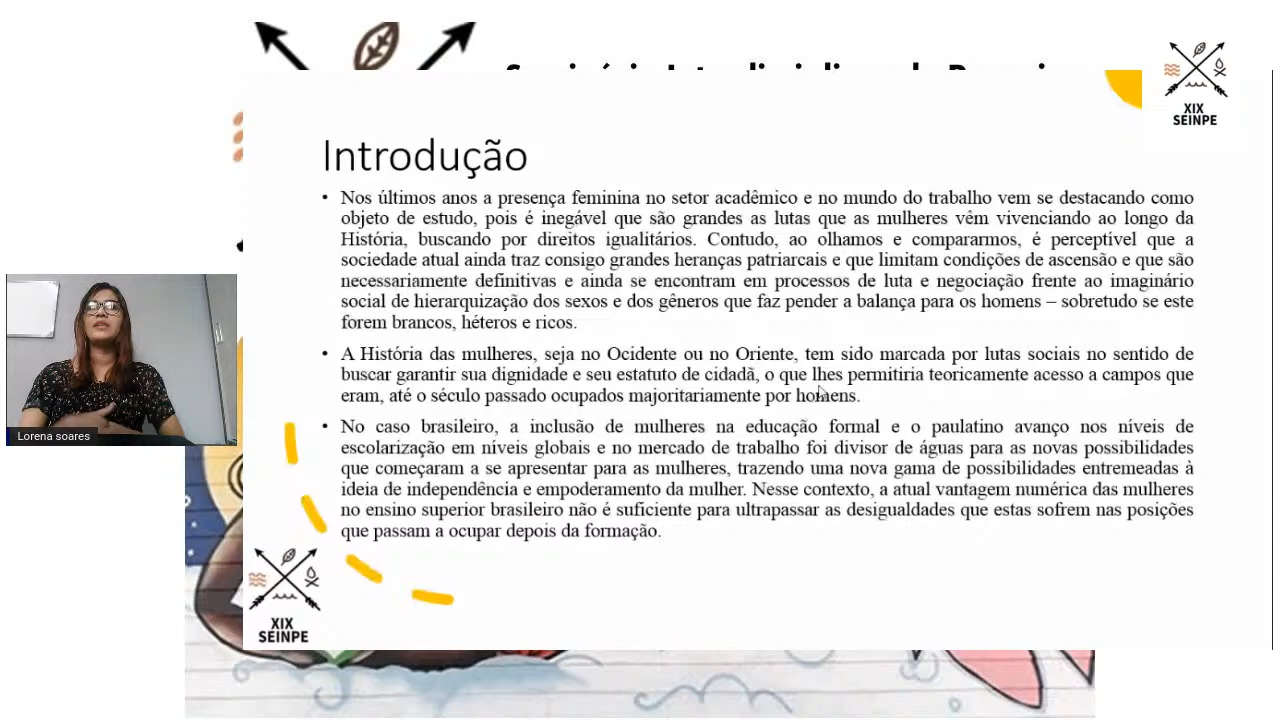 XIX
SEINPE
Introdução
• Nos últimos anos a presença feminina no setor acadêmico e no mundo do trabalho vem se destacando como
objeto de estudo, pois é inegável que são grandes as lutas que as mulheres vêm vivenciando ao longo da
História, buscando por direitos igualitários. Contudo, ao olhamos e compararmos, é perceptível que a
sociedade atual ainda traz consigo grandes heranças patriarcais e que limitam condições de ascensão e que são
necessariamente definitivas e ainda se encontram em processos de luta e negociação frente ao imaginário
social de hierarquização dos sexos e dos gêneros que faz pender a balança para os homens – sobretudo se este
forem brancos, héteros e ricos.
• A História das mulheres, seja no Ocidente ou no Oriente, tem sido marcada por lutas sociais no sentido de
buscar garantir sua dignidade e seu estatuto de cidadã, o que lhes permitiria teoricamente acesso a campos que
eram, até o século passado ocupados majoritariamente por homens.
• No caso brasileiro, a inclusão de mulheres na educação formal e o paulatino avanço nos níveis de
escolarização em níveis globais e no mercado de trabalho foi divisor de águas para as novas possibilidades
que começaram a se apresentar para as mulheres, trazendo uma nova gama de possibilidades entremeadas à
ideia de independência e empoderamento da mulher. Nesse contexto, a atual vantagem numérica das mulheres
no ensino superior brasileiro não é suficiente para ultrapassar as desigualdades que estas sofrem nas posições
que passam a ocupar depois da formação.
Lorena soares
XIX
SEINPE